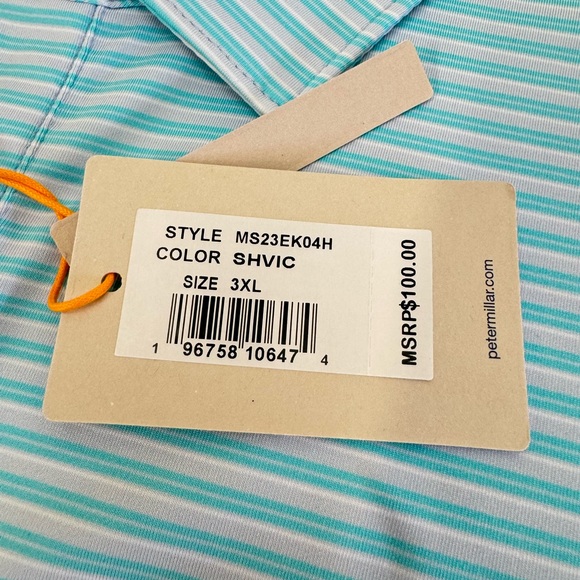 STYLE MS23EK04H
COLOR SHVIC
SIZE 3XL
1 96758 10647 4
MSRP$100.00
petermillar.com